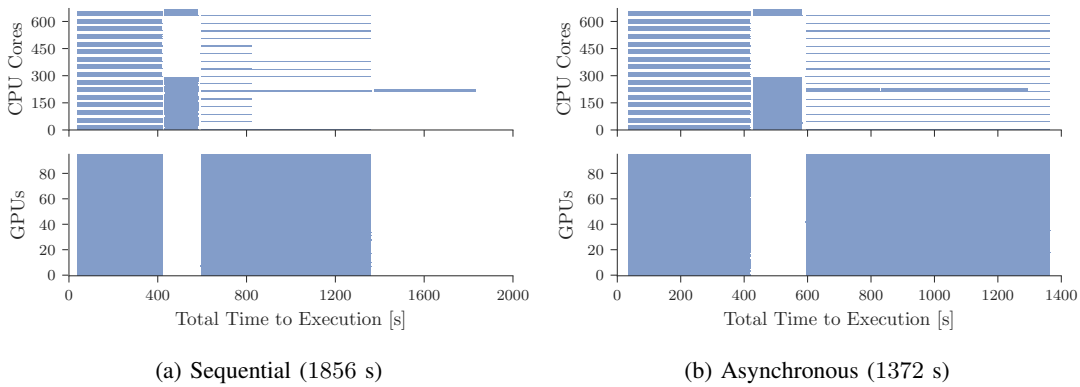 600
450
300
150
0
CPU Cores
80
60
40
20
0
GPUs
0 400 800 1200 1600 2000
Total Time to Execution [s]
(a) Sequential (1856 s)
600
450
300
150
0
CPU Cores
80
60
40
20
0
GPUs
0 200 400 600 800 1000 1200 1400
Total Time to Execution [s]
(b) Asynchronous (1372 s)